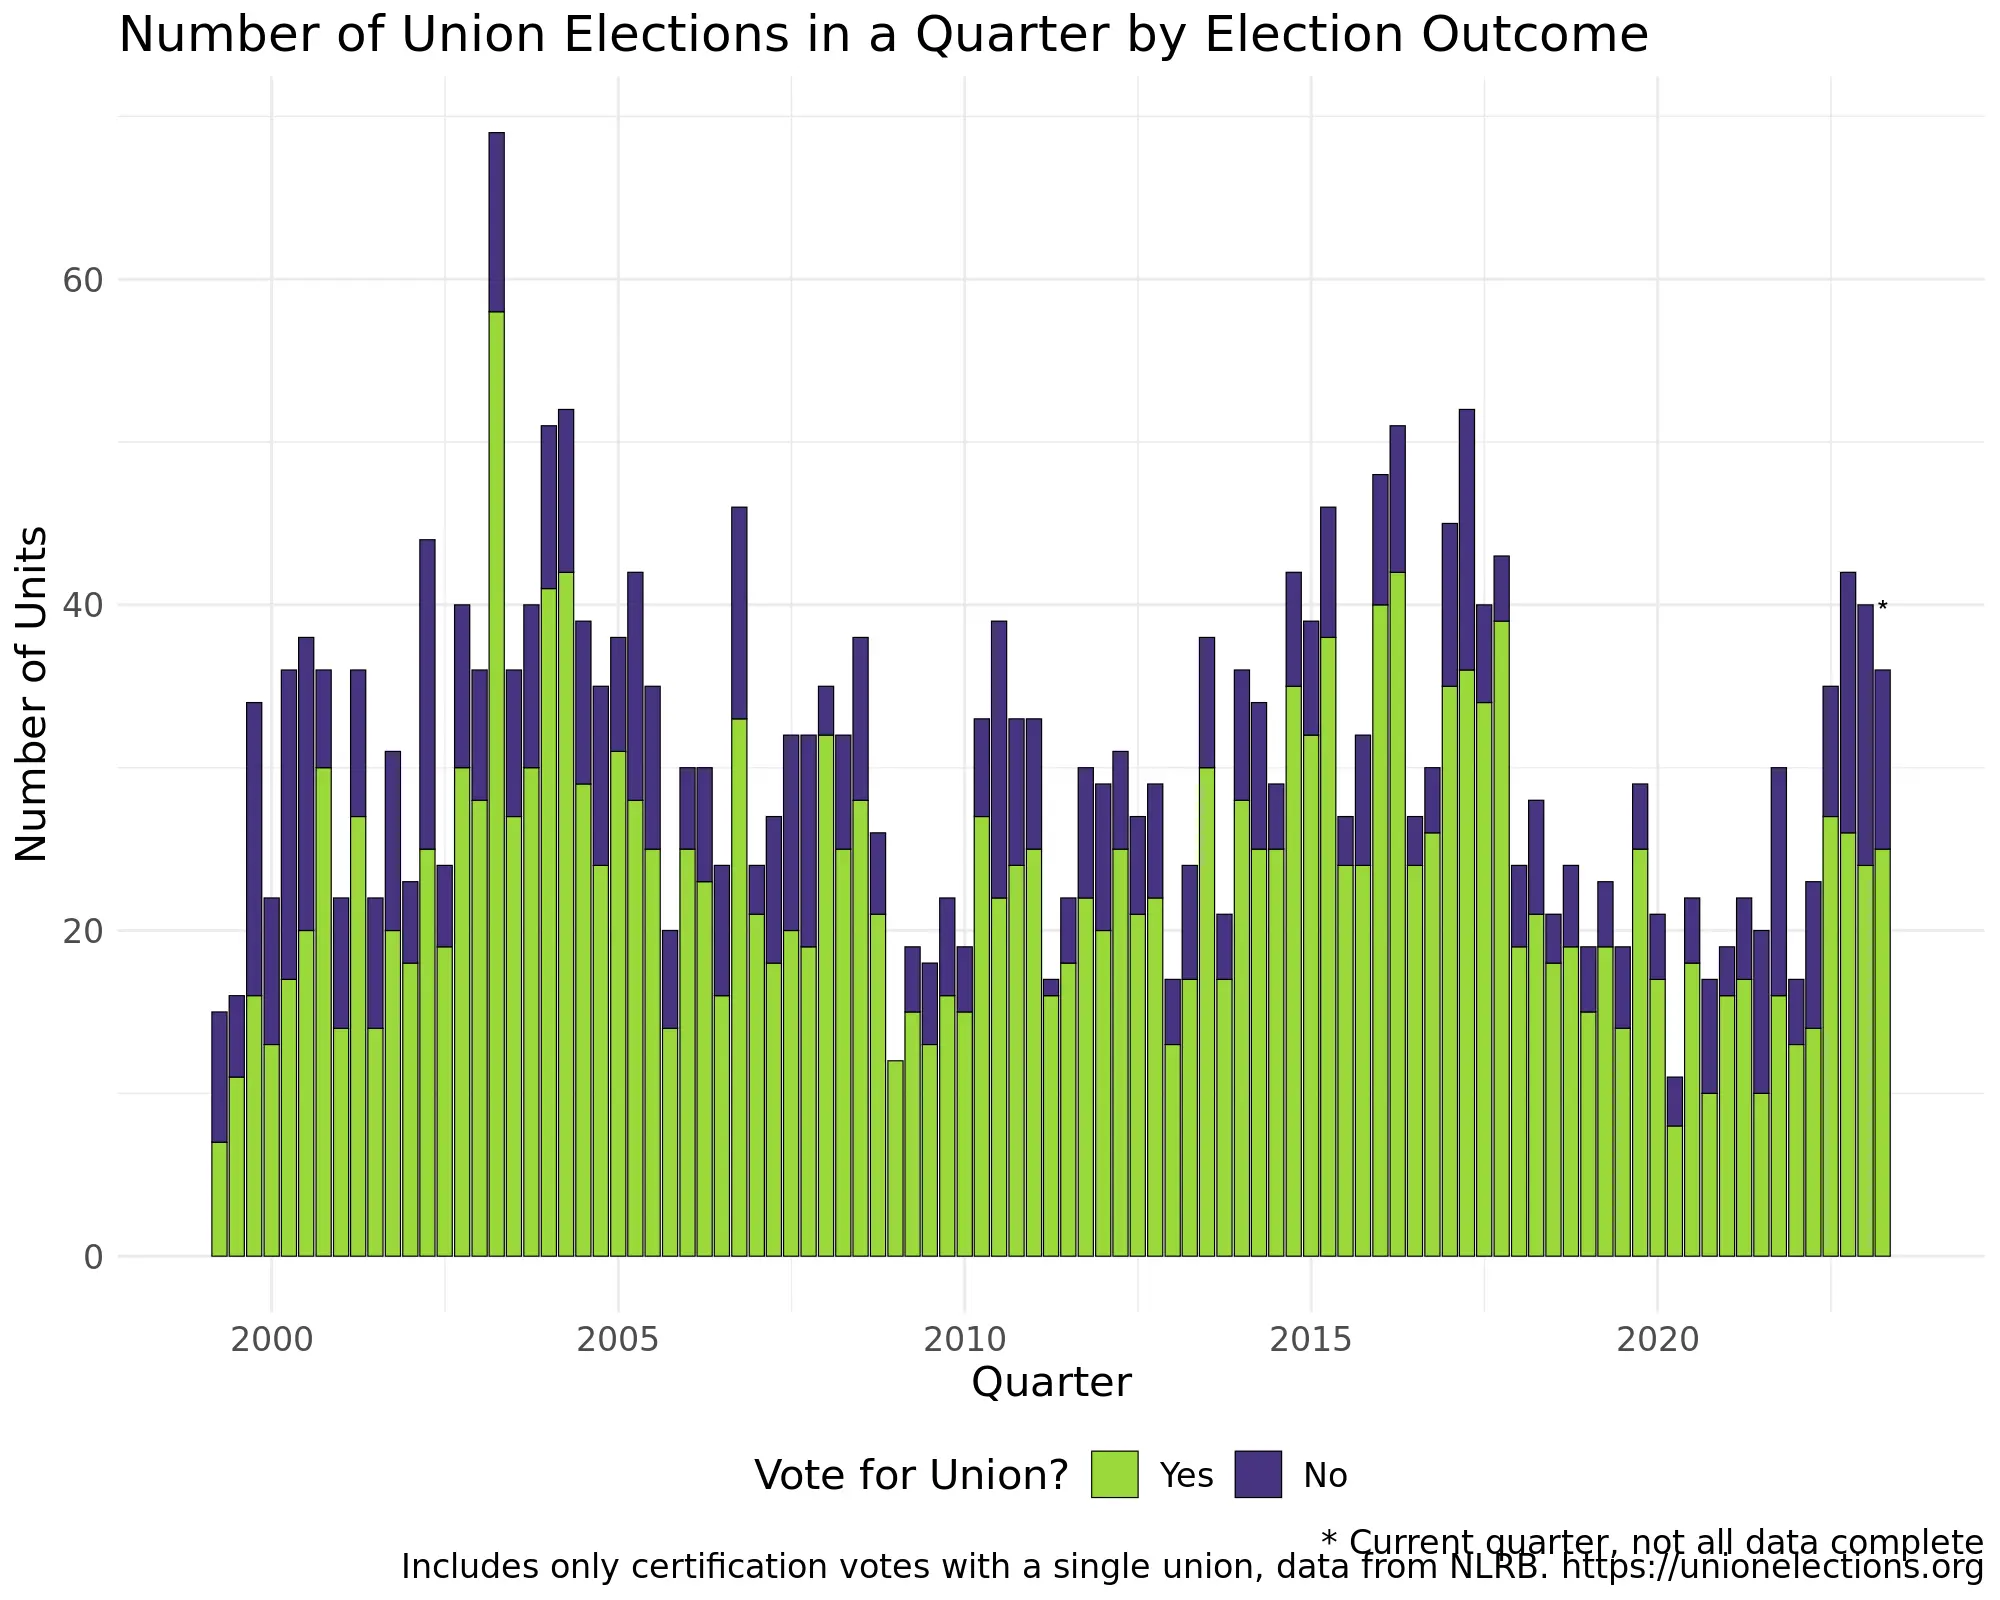 Number of Union Elections in a Quarter by Election Outcome
Number of Units
60
40
20
0
*
2000 2005 2010 2015 2020
Quarter
Vote for Union? Yes No
* Current quarter, not all data complete
Includes only certification votes with a single union, data from NLRB. https://unionelections.org